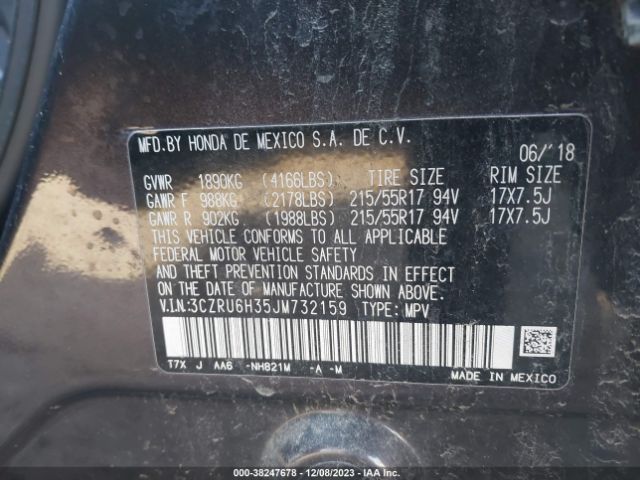 MFD.BY HONDA DE MEXICO S.A. DE C.V. 06/'18
GVWR 1890KG (4166LBS) TIRE SIZE RIM SIZE
GAWR F 988KG (2178LBS) 215/55R17 94V 17X7.5J
GAWR R 902KG (1988LBS) 215/55R17 94V 17X7.5J
THIS VEHICLE CONFORMS TO ALL APPLICABLE
FEDERAL MOTOR VEHICLE SAFETY
AND THEFT PREVENTION STANDARDS IN EFFECT
ON THE DATE OF MANUFACTURE SHOWN ABOVE.
V.I.N:3CZRU6H35JM732159 TYPE: MPV
T7X J AA6 -NH821M -A -M
MADE IN MEXICO
000-38247678 - 12/08/2023 - IAA Inc.